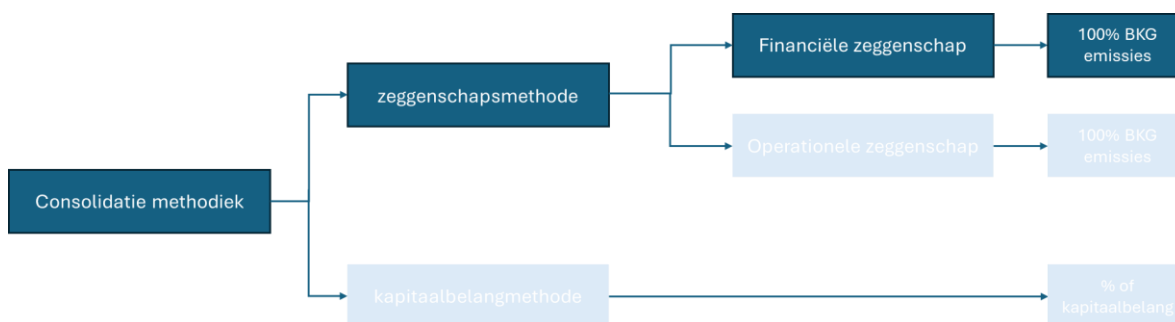 Financiële zeggenschap
100% BKG
emissies
zeggenschapsmethode
Operationele zeggenschap
100% BKG
emissies
Consolidatie methodiek
kapitaalbelangmethode
% of
kapitaalbelang